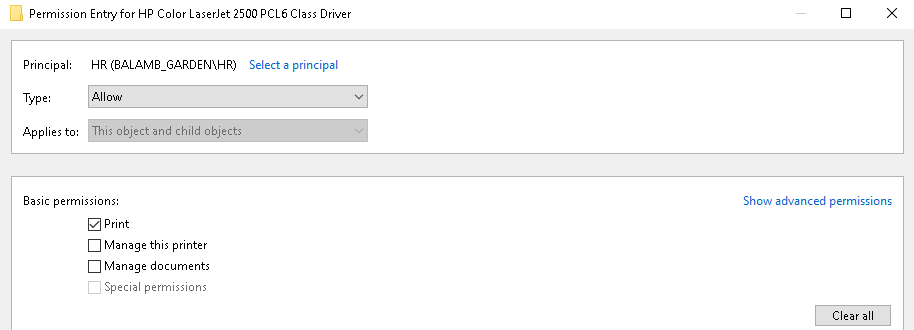 Permission Entry for HP Color LaserJet 2500 PCL6 Class Driver
Principal: HR (BALAMB_GARDEN\HR) Select a principal
Type: Allow
Applies to: This object and child objects
Basic permissions: Show advanced permissions
Print
Manage this printer
Manage documents
Special permissions
Clear all